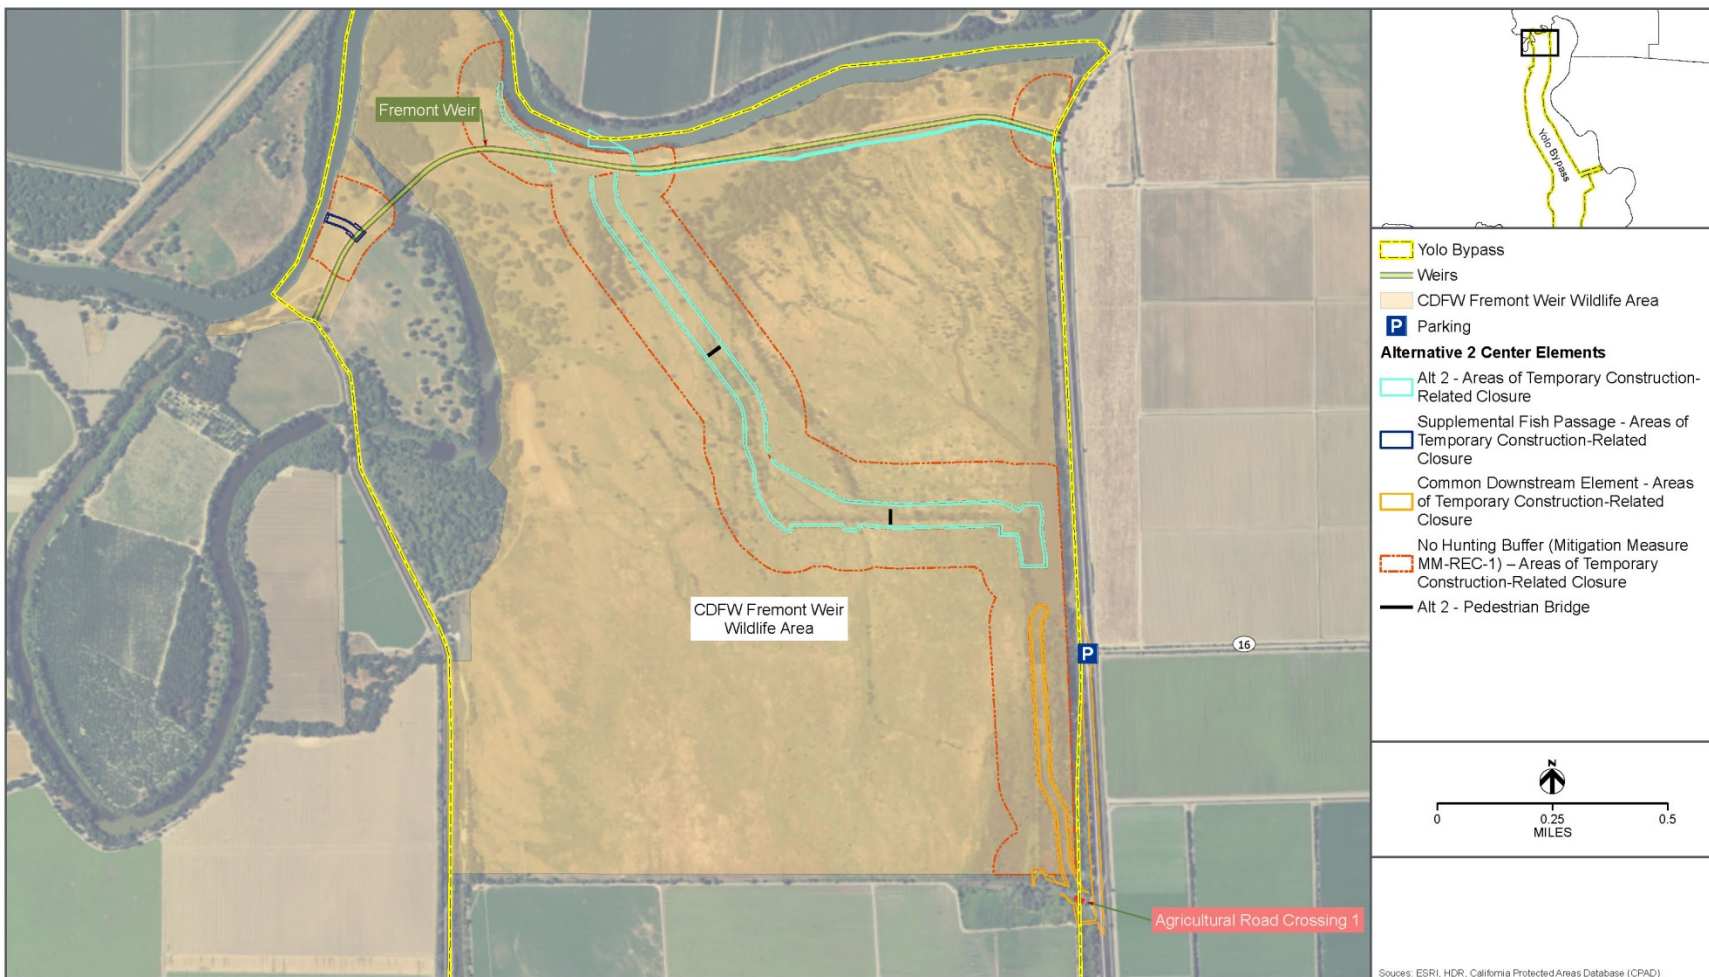 Fremont Weir
CDFW Fremont Weir
Wildlife Area
P
16
Agricultural Road Crossing 1
Yolo Bypass
Yolo Bypass
Weirs
CDFW Fremont Weir Wildlife Area
P Parking
Alternative 2 Center Elements
Alt 2 - Areas of Temporary Construction-
Related Closure
Supplemental Fish Passage - Areas of
Temporary Construction-Related
Closure
Common Downstream Element - Areas
of Temporary Construction-Related
Closure
No Hunting Buffer (Mitigation Measure
MM-REC-1) – Areas of Temporary
Construction-Related Closure
Alt 2 - Pedestrian Bridge
N
0 0.25 0.5
MILES
Souces: ESRI, HDR, California Protected Areas Database (CPAD)